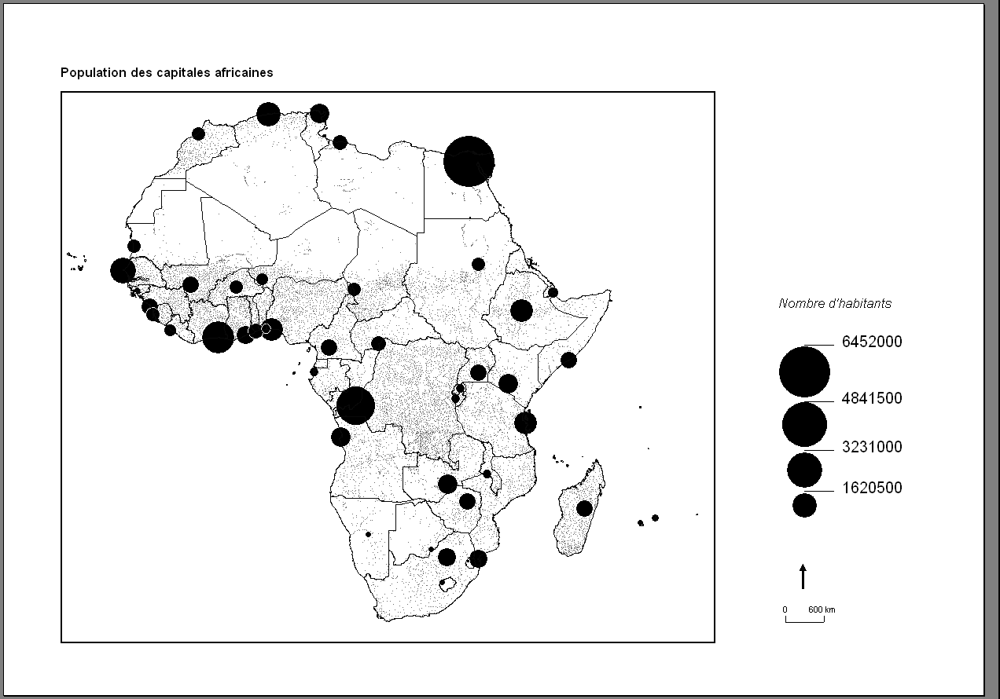 Population des capitales africaines
Nombre d'habitants
6452000
4841500
3231000
1620500
0 600 km